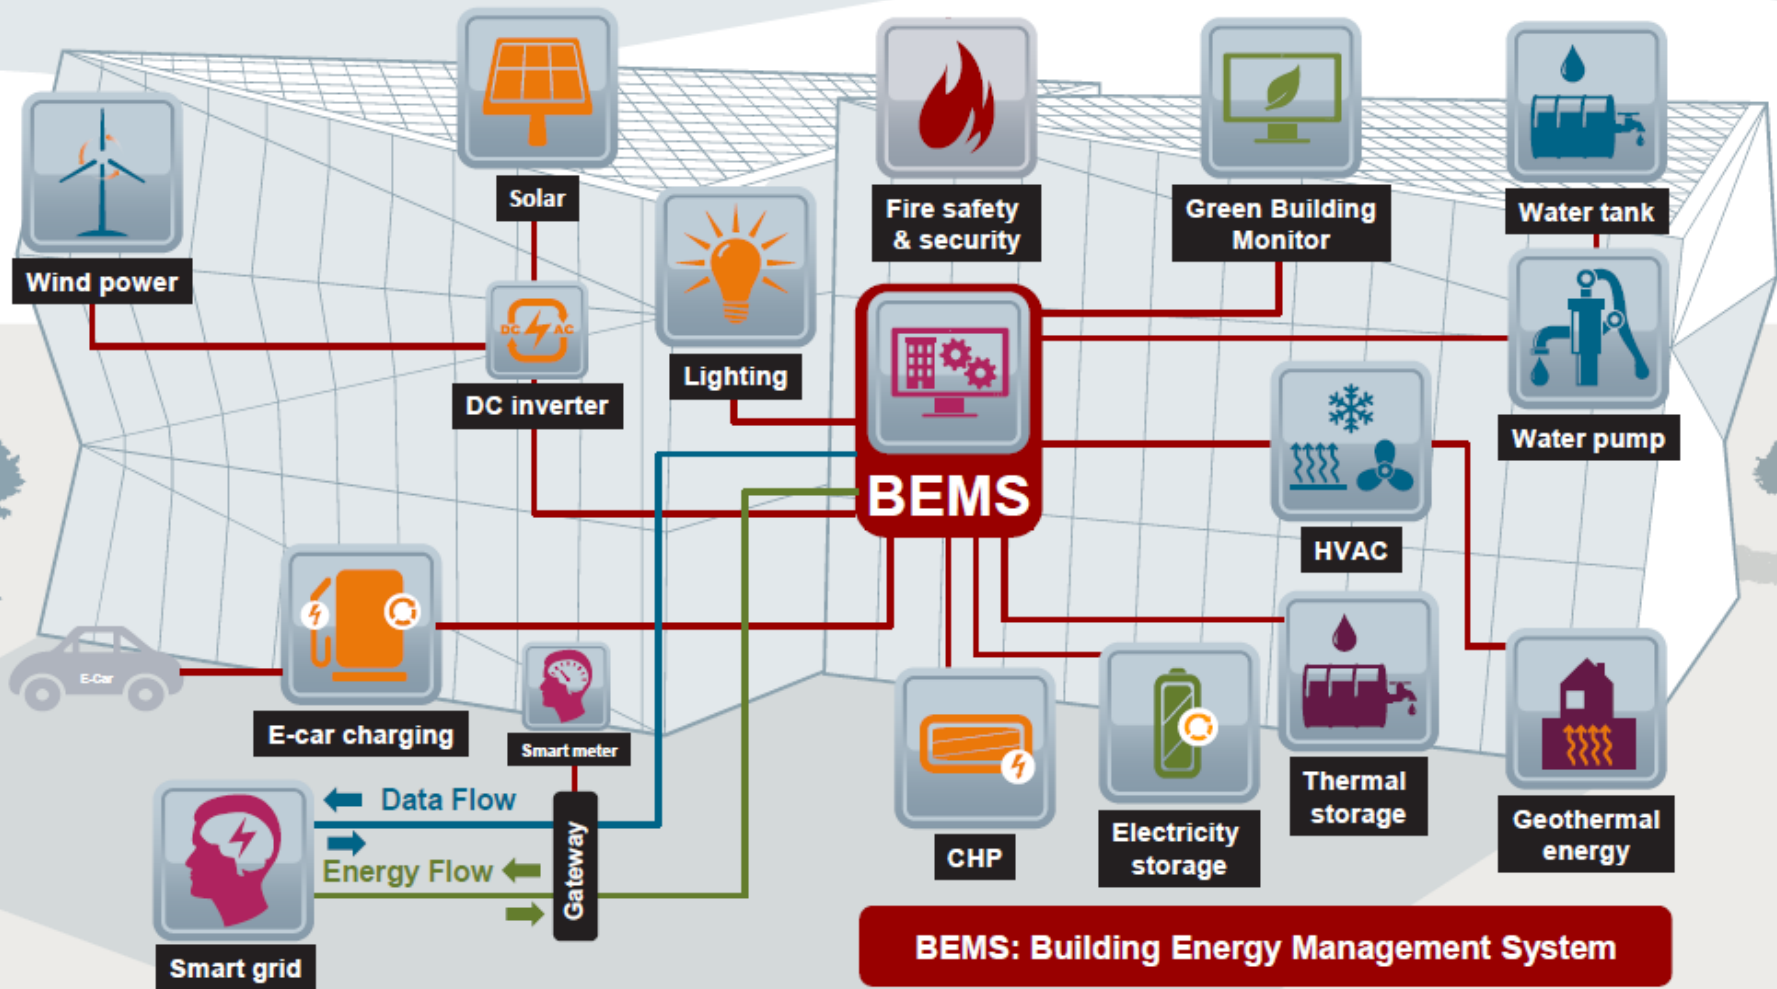 Solar
Fire safety
& security
Green Building
Monitor
Water tank
Wind power
DC AC
DC inverter
Lighting
BEMS
Water pump
HVAC
E-Car
E-car charging
Smart meter
Data Flow
Energy Flow
Gateway
Smart grid
CHP
Electricity
storage
Thermal
storage
Geothermal
energy
BEMS: Building Energy Management System